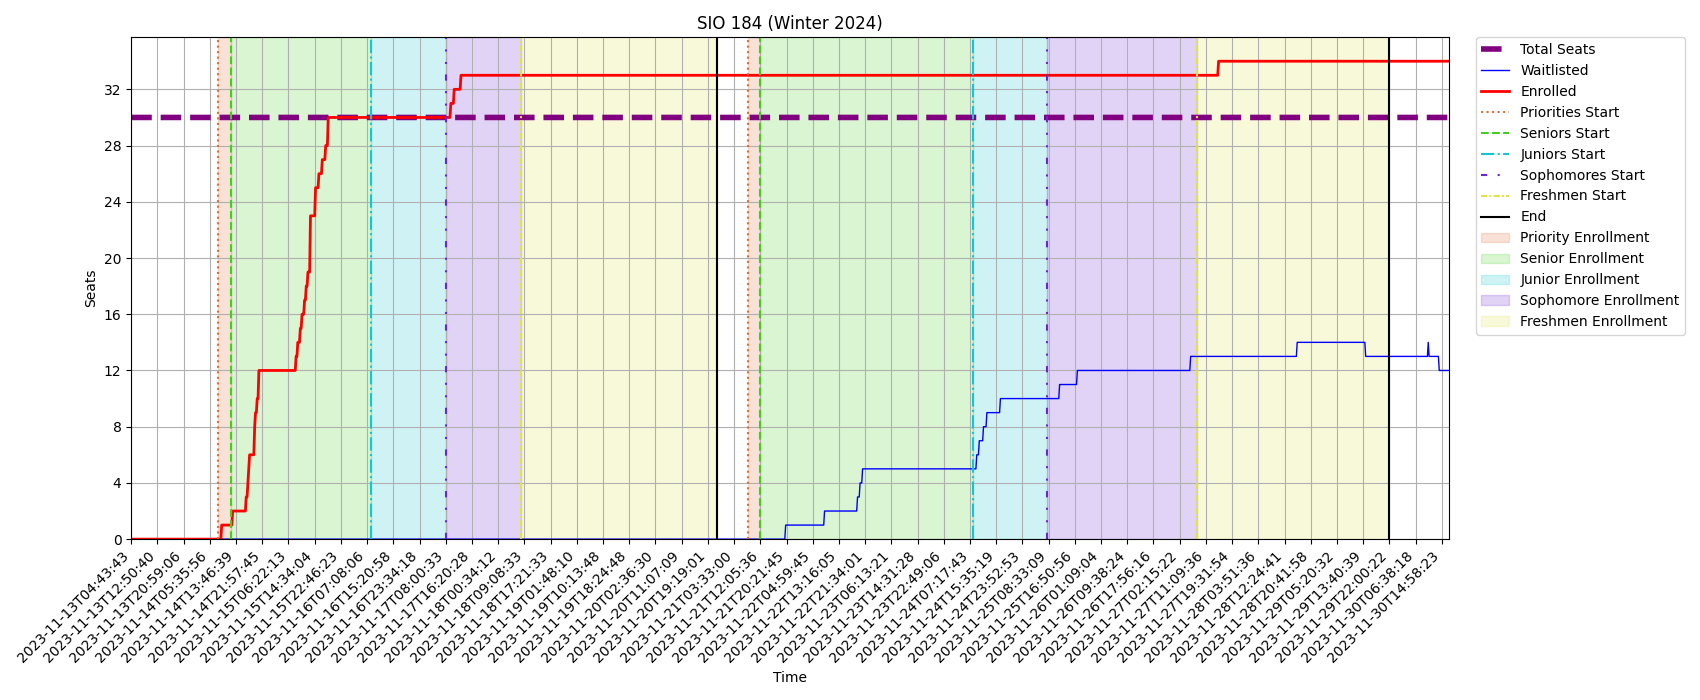 SIO 184 (Winter 2024)
Seats
32
28
24
20
16
12
8
4
0
2023-11-13T04:43:43
2023-11-13T12:50:40
2023-11-13T20:59:06
2023-11-14T05:35:56
2023-11-14T13:46:39
2023-11-14T21:57:45
2023-11-15T06:22:13
2023-11-15T14:34:04
2023-11-15T22:46:23
2023-11-16T07:08:06
2023-11-16T15:20:58
2023-11-16T23:34:18
2023-11-17T08:00:33
2023-11-17T16:20:28
2023-11-18T00:34:12
2023-11-18T09:08:33
2023-11-18T17:21:33
2023-11-19T01:48:10
2023-11-19T10:13:48
2023-11-19T18:24:48
2023-11-20T02:36:30
2023-11-20T11:07:09
2023-11-20T19:19:01
2023-11-21T03:33:00
2023-11-21T12:05:36
2023-11-21T20:21:45
2023-11-22T04:59:45
2023-11-22T13:16:05
2023-11-22T21:34:01
2023-11-23T06:13:21
2023-11-23T14:31:28
2023-11-23T22:49:06
2023-11-24T07:17:43
2023-11-24T15:35:19
2023-11-24T23:52:53
2023-11-25T08:33:09
2023-11-25T16:50:56
2023-11-26T01:09:04
2023-11-26T09:38:24
2023-11-26T17:56:16
2023-11-27T02:15:22
2023-11-27T11:09:36
2023-11-27T19:31:54
2023-11-28T03:51:36
2023-11-28T12:24:41
2023-11-28T20:41:58
2023-11-29T05:20:32
2023-11-29T13:40:39
2023-11-29T22:00:22
2023-11-30T06:38:18
2023-11-30T14:58:23
Time
Total Seats
Waitlisted
Enrolled
Priorities Start
Seniors Start
Juniors Start
Sophomores Start
Freshmen Start
End
Priority Enrollment
Senior Enrollment
Junior Enrollment
Sophomore Enrollment
Freshmen Enrollment